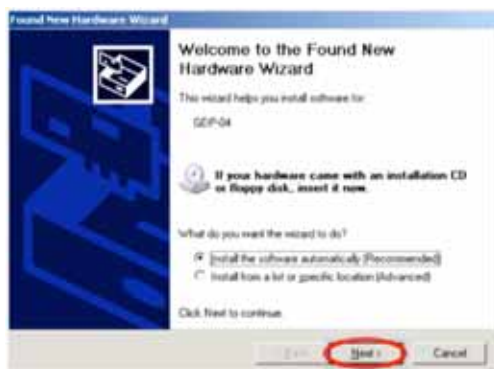 Found New Hardware Wizard
Welcome to the Found New
Hardware Wizard
This wizard helps you install software for:
If your hardware came with an installation CD
or floppy disk, insert it now.
What do you want the wizard to do?
Install the software automatically (Recommended)
Install from a list or specific location (Advanced)
Click Next to continue.
Next >
Cancel